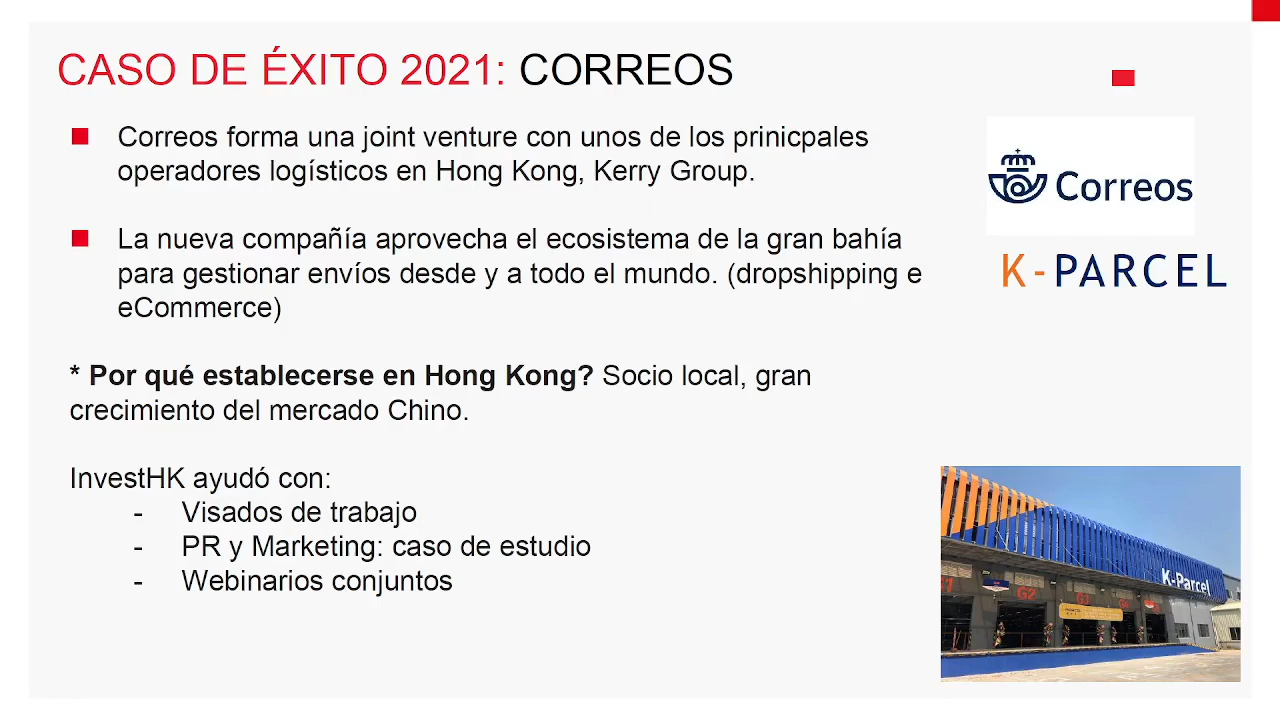 CASO DE ÉXITO 2021: CORREOS
Correos forma una joint venture con unos de los prinicpales
operadores logísticos en Hong Kong, Kerry Group.
La nueva compañía aprovecha el ecosistema de la gran bahía
para gestionar envíos desde y a todo el mundo. (dropshipping e
eCommerce)
* Por qué establecerse en Hong Kong? Socio local, gran
crecimiento del mercado Chino.
InvestHK ayudó con:
- Visados de trabajo
- PR y Marketing: caso de estudio
- Webinarios conjuntos
Correos
K-PARCEL
K-Parcel
G2
G3